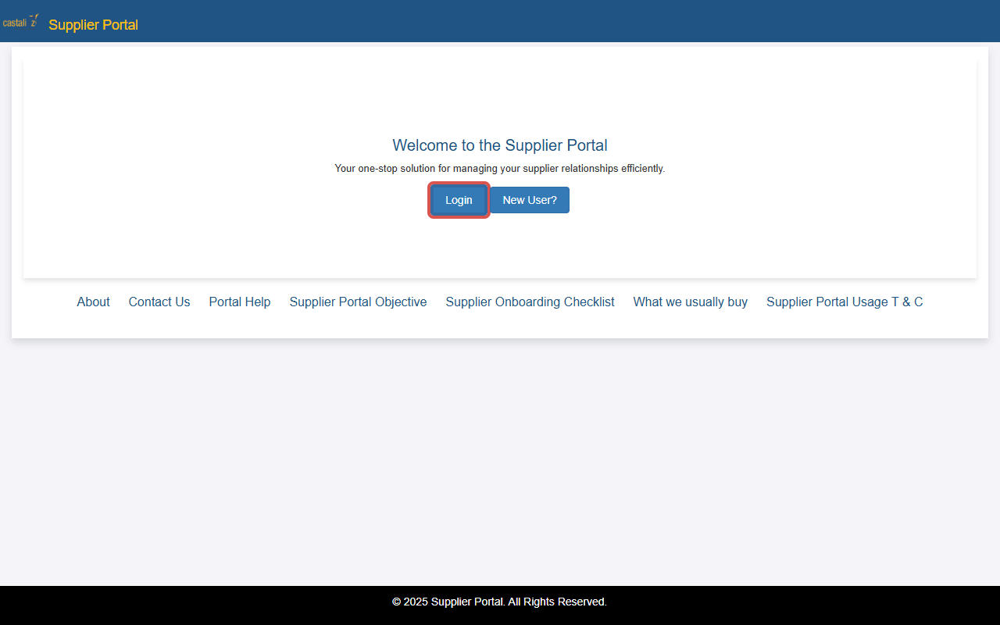 castaliz Supplier Portal
Welcome to the Supplier Portal
Your one-stop solution for managing your supplier relationships efficiently.
Login New User?
About Contact Us Portal Help Supplier Portal Objective Supplier Onboarding Checklist What we usually buy Supplier Portal Usage T & C
© 2025 Supplier Portal. All Rights Reserved.